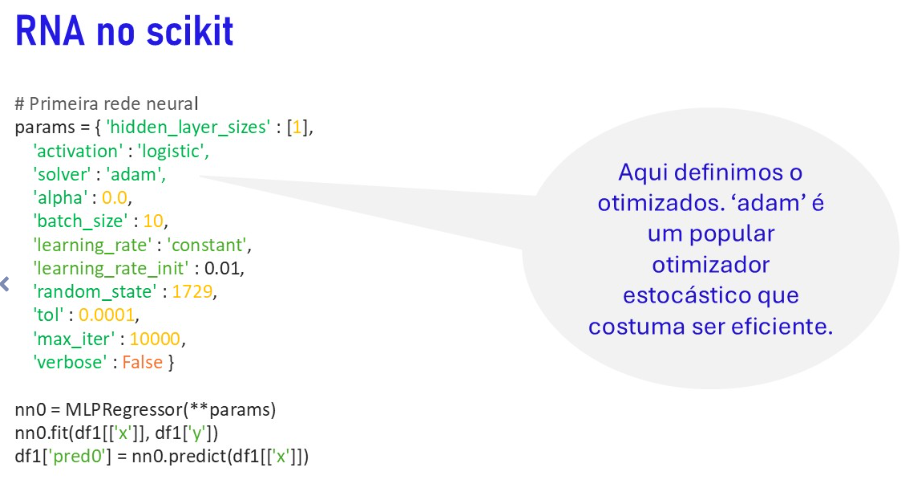 RNA no scikit
# Primeira rede neural
params = { 'hidden_layer_sizes' : [1],
'activation' : 'logistic',
'solver' : 'adam',
'alpha' : 0.0,
'batch_size' : 10,
'learning_rate' : 'constant',
'learning_rate_init' : 0.01,
'random_state' : 1729,
'tol' : 0.0001,
'max_iter' : 10000,
'verbose' : False }
nn0 = MLPRegressor(**params)
nn0.fit(df1[['x']], df1['y'])
df1['pred0'] = nn0.predict(df1[['x']])
Aqui definimos o
otimizados. ‘adam’ é
um popular
otimizador
estocástico que
costuma ser eficiente.